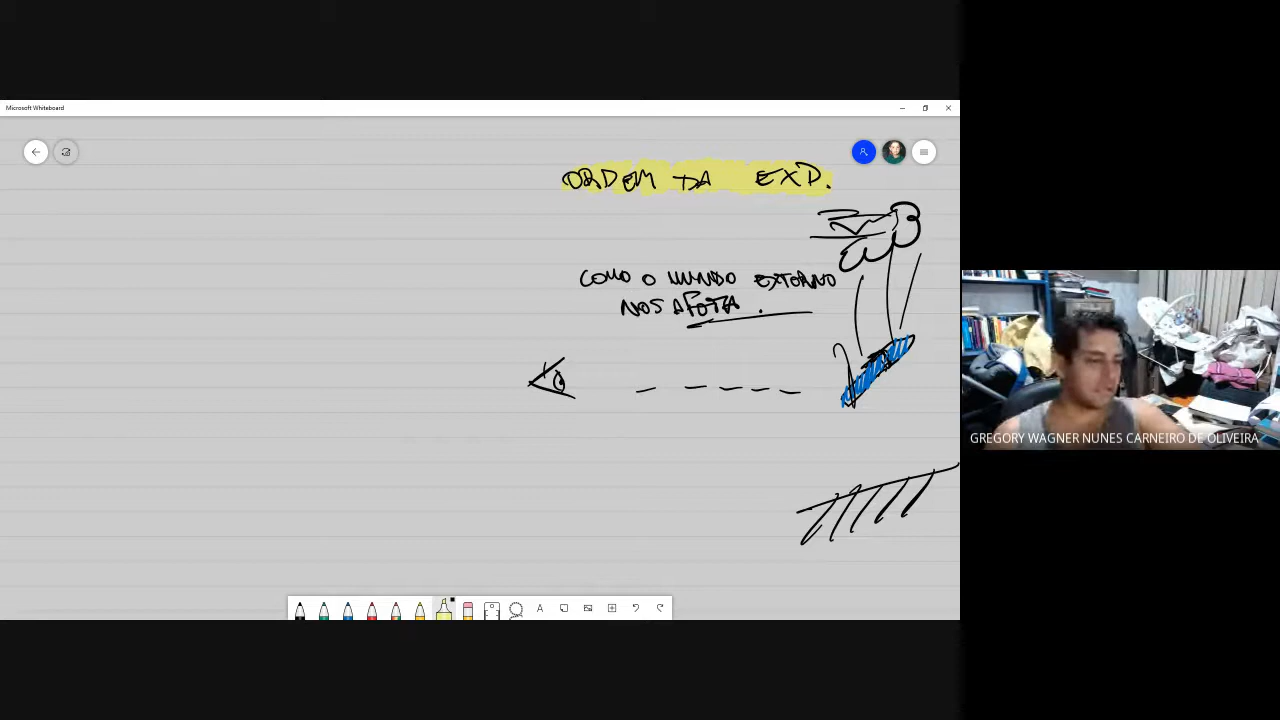 Microsoft Whiteboard
ORDEM DA EXP.
COMO O MUNDO EXTERNO
NOS AFETA.
GREGORY WAGNER NUNES CARNEIRO DE OLIVEIRA